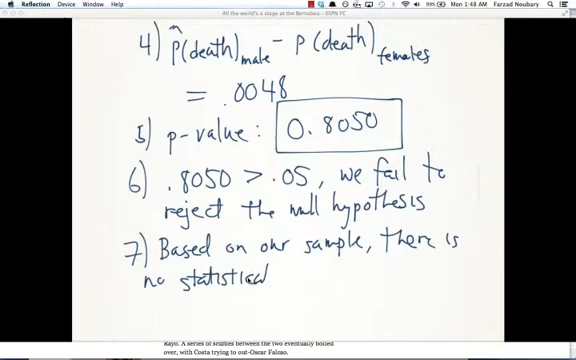 Reflection Devices Window Help
99% Mon 1:48 AM Farzad Noubary
All the world's a stage at the Bernabeu - ESPN FC
4) p̂(death) male - p(death) females
= .0048
5) p-value: 0.8050
6) .8050 > .05, we fail to
reject the null hypothesis
7) Based on our sample, there is
no statistical
Rayo. A series of scuffles between the two eventually boiled
over, with Costa trying to out-Oscar Falcao.